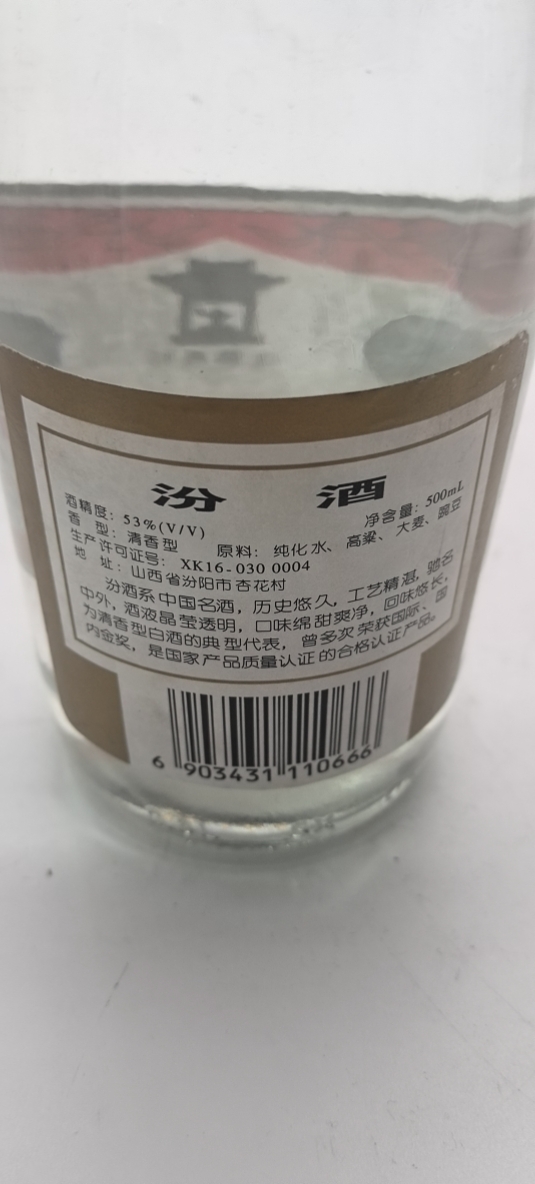 汾酒
酒精度：53%(V/V) 净含量：500mL
香型：清香型 原料：纯化水、高粱、大麦、豌豆
生产许可证号：XK16-030 0004
地址：山西省汾阳市杏花村
汾酒系中国名酒，历史悠久，工艺精湛，驰名
中外，酒液晶莹透明，口味绵甜爽净，回味悠长，
为清香型白酒的典型代表，曾多次荣获国际、国
内金奖，是国家产品质量认证的合格认证产品。
6 903431 110666